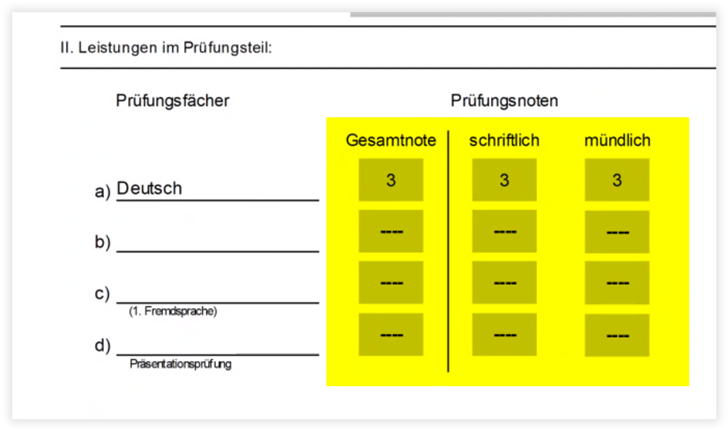 II. Leistungen im Prüfungsteil:
Prüfungsfächer Prüfungsnoten
Gesamtnote schriftlich mündlich
a) Deutsch 3 3 3
b) ---- ---- ----
c) ---- ---- ----
(1. Fremdsprache)
d) ---- ---- ----
Präsentationsprüfung